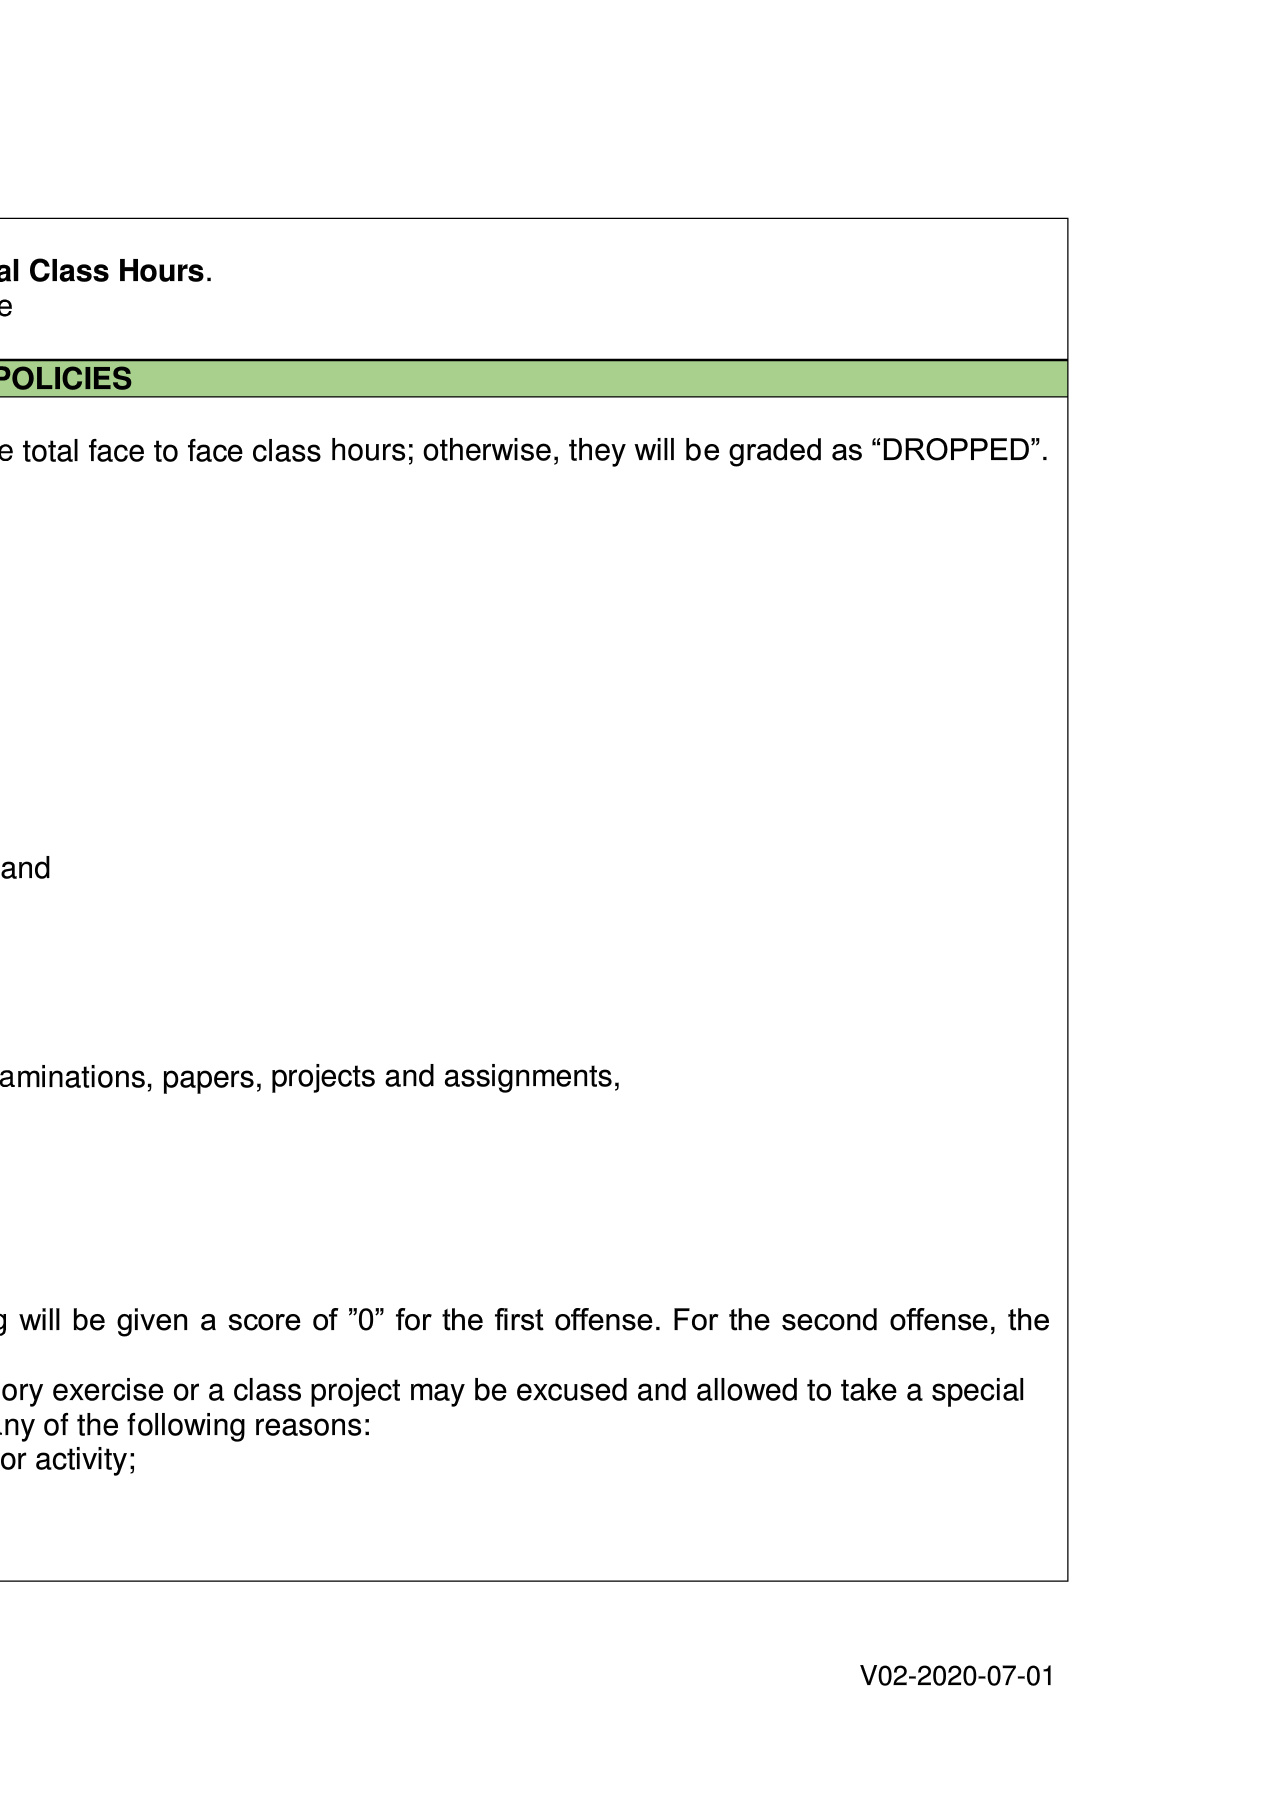 al Class Hours.
e
POLICIES
e total face to face class hours; otherwise, they will be graded as “DROPPED”.
and
aminations, papers, projects and assignments,
g will be given a score of ”0” for the first offense. For the second offense, the
ory exercise or a class project may be excused and allowed to take a special
ny of the following reasons:
or activity;
V02-2020-07-01